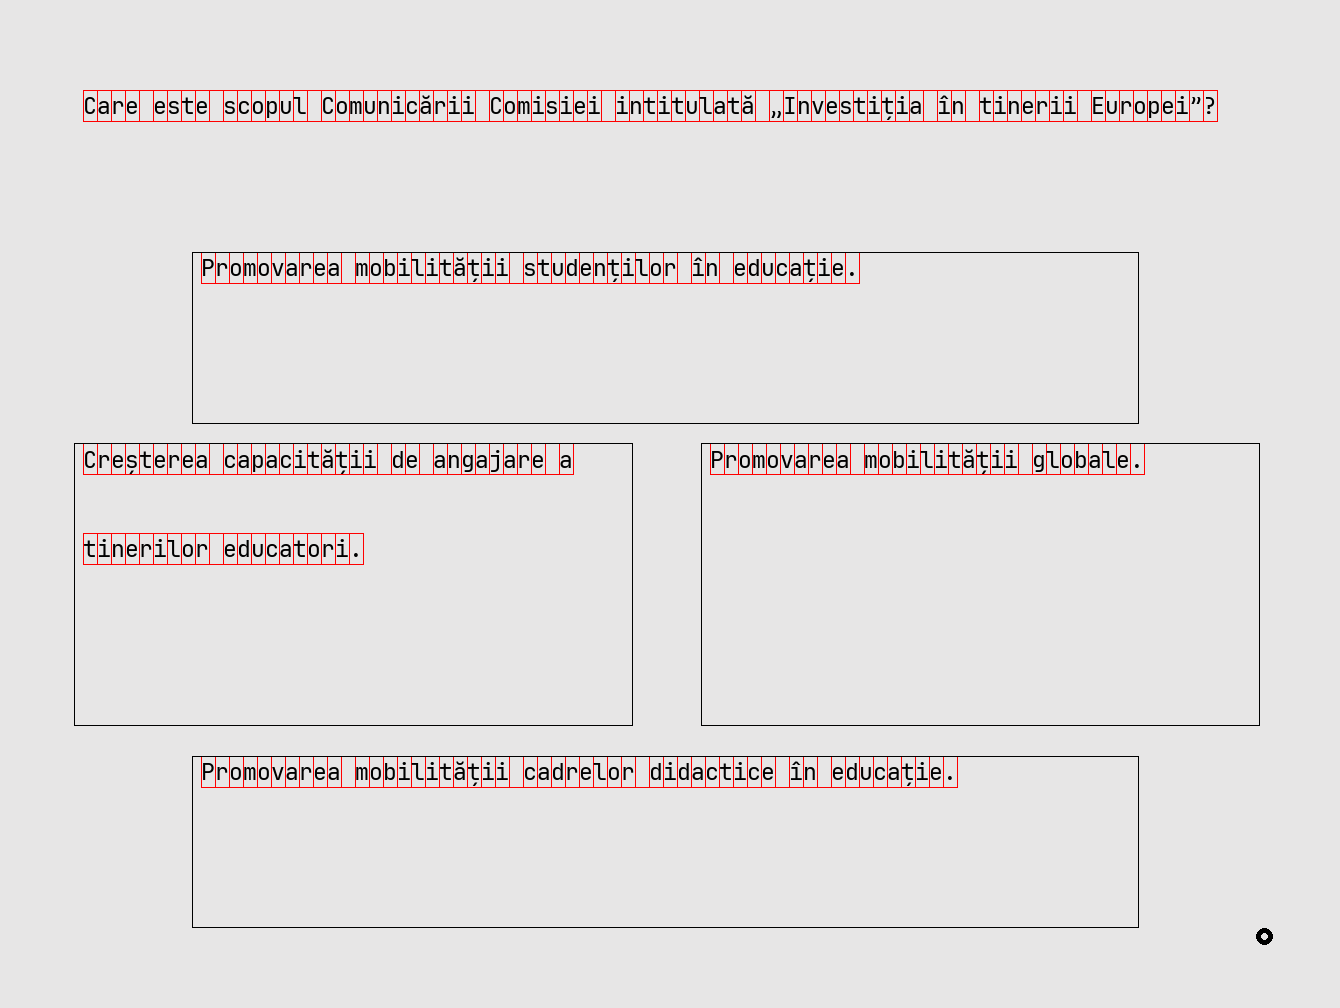 Care este scopul Comunicării Comisiei intitulată „Investiția în tinerii Europei”?
Promovarea mobilității studenților în educație.
Creșterea capacității de angajare a
tinerilor educatori.
Promovarea mobilității globale.
Promovarea mobilității cadrelor didactice în educație.